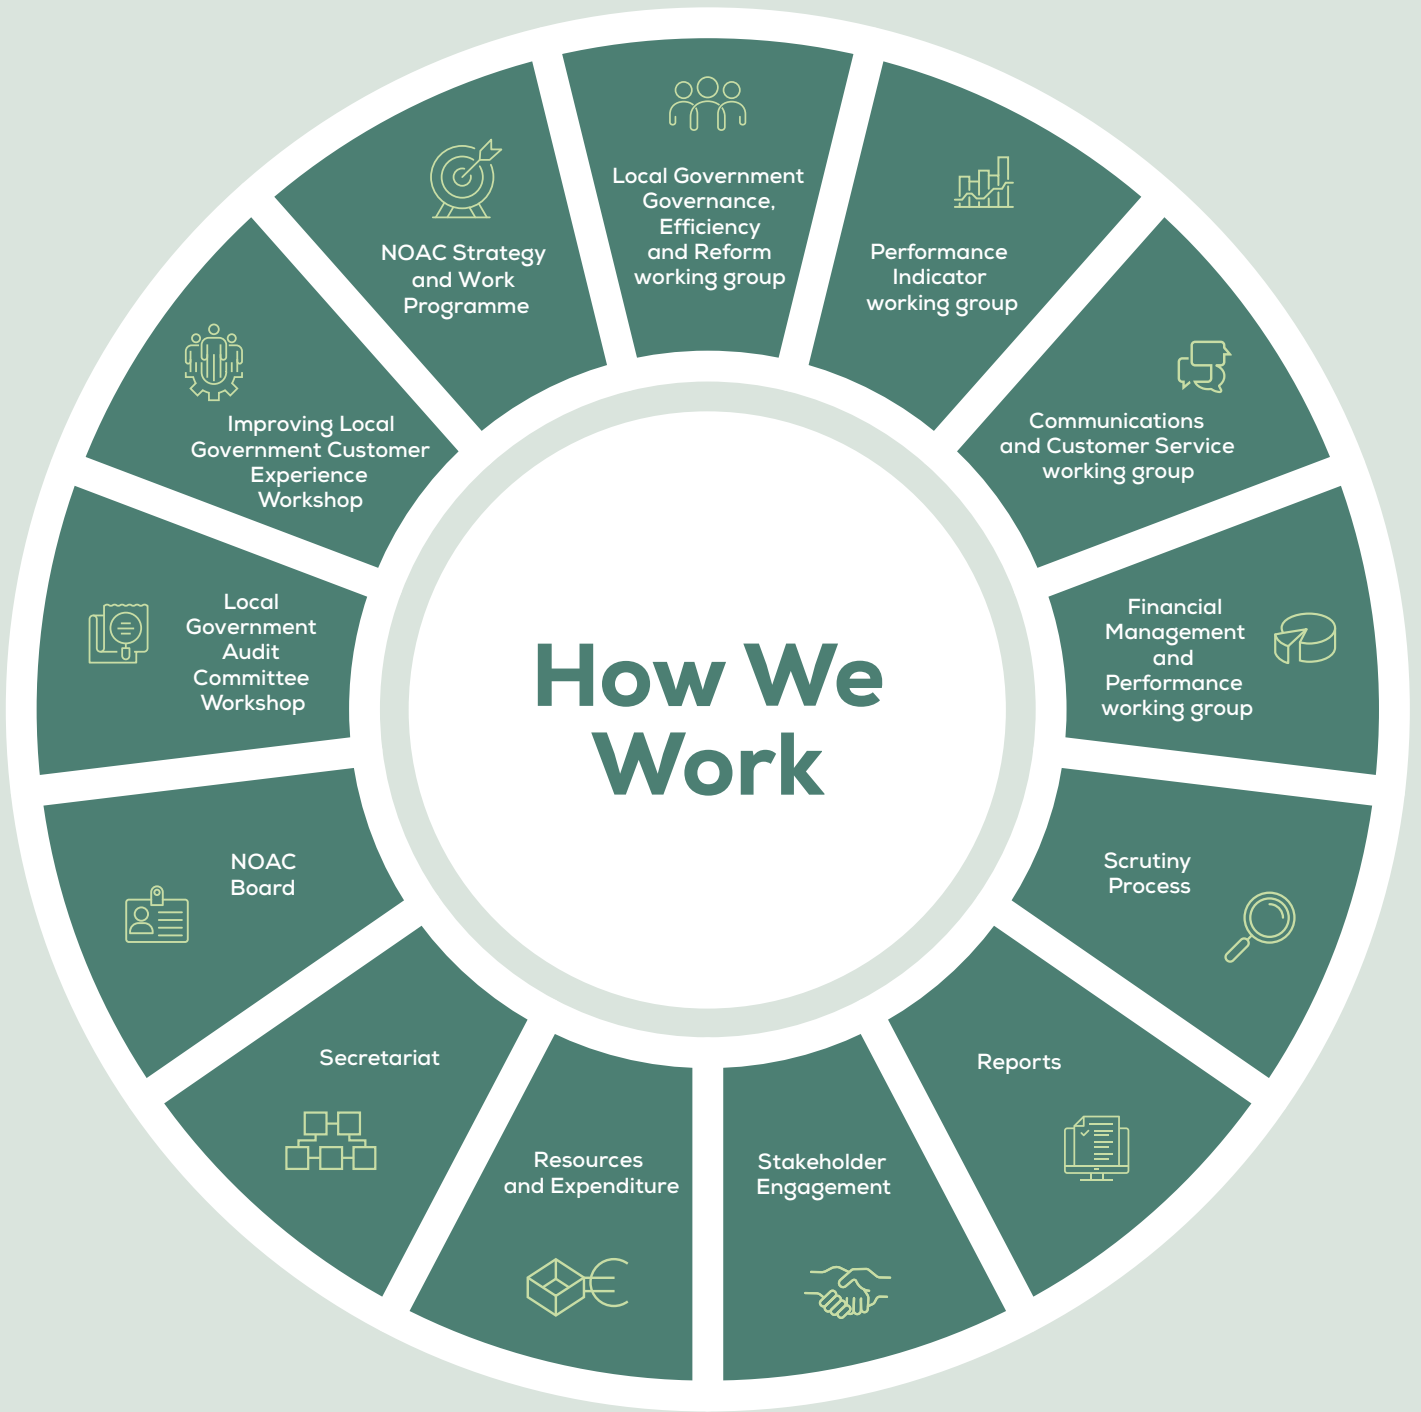 Local Government
Governance,
Efficiency
and Reform
working group
Performance
Indicator
working group
Communications
and Customer Service
working group
Financial
Management
and
Performance
working group
Scrutiny
Process
Reports
Stakeholder
Engagement
Resources
and Expenditure
Secretariat
NOAC
Board
Local
Government
Audit
Committee
Workshop
Improving Local
Government Customer
Experience
Workshop
NOAC Strategy
and Work
Programme
How We
Work